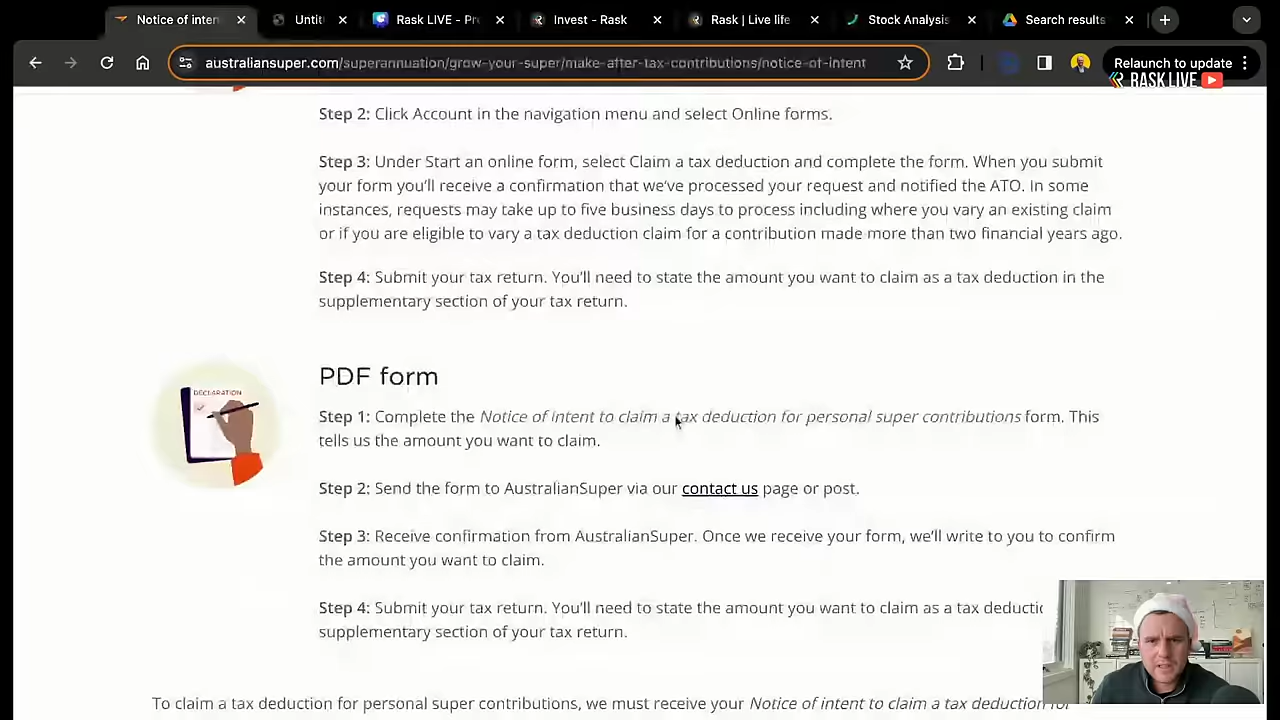 Notice of inten
Untitl
Rask LIVE - Pr
Invest - Rask
Rask | Live life
Stock Analysis
Search results
australiansuper.com/superannuation/grow-your-super/make-after-tax-contributions/notice-of-intent
Relaunch to update
RASK LIVE
Step 2: Click Account in the navigation menu and select Online forms.
Step 3: Under Start an online form, select Claim a tax deduction and complete the form. When you submit
your form you’ll receive a confirmation that we’ve processed your request and notified the ATO. In some
instances, requests may take up to five business days to process including where you vary an existing claim
or if you are eligible to vary a tax deduction claim for a contribution made more than two financial years ago.
Step 4: Submit your tax return. You’ll need to state the amount you want to claim as a tax deduction in the
supplementary section of your tax return.
DECLARATION
PDF form
Step 1: Complete the Notice of intent to claim a tax deduction for personal super contributions form. This
tells us the amount you want to claim.
Step 2: Send the form to AustralianSuper via our contact us page or post.
Step 3: Receive confirmation from AustralianSuper. Once we receive your form, we’ll write to you to confirm
the amount you want to claim.
Step 4: Submit your tax return. You’ll need to state the amount you want to claim as a tax deductic
supplementary section of your tax return.
To claim a tax deduction for personal super contributions, we must receive your Notice of intent to claim a tax deduction for